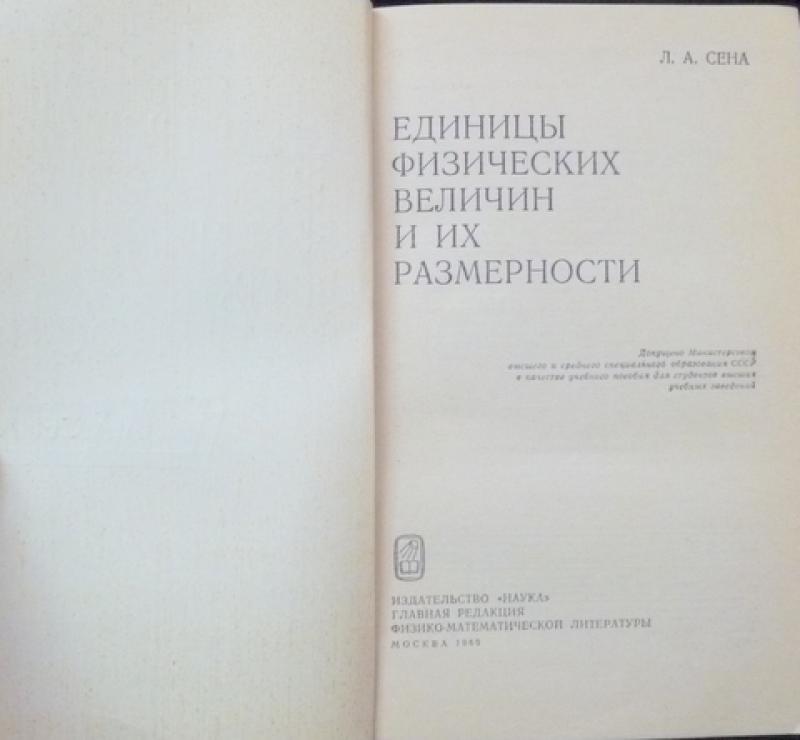 Л. А. СЕНА
ЕДИНИЦЫ
ФИЗИЧЕСКИХ
ВЕЛИЧИН
И ИХ
РАЗМЕРНОСТИ
Допущено Министерством
высшего и среднего специального образования СССР
в качестве учебного пособия для студентов высших
учебных заведений
ИЗДАТЕЛЬСТВО «НАУКА»
ГЛАВНАЯ РЕДАКЦИЯ
ФИЗИКО-МАТЕМАТИЧЕСКОЙ ЛИТЕРАТУРЫ
МОСКВА 1969